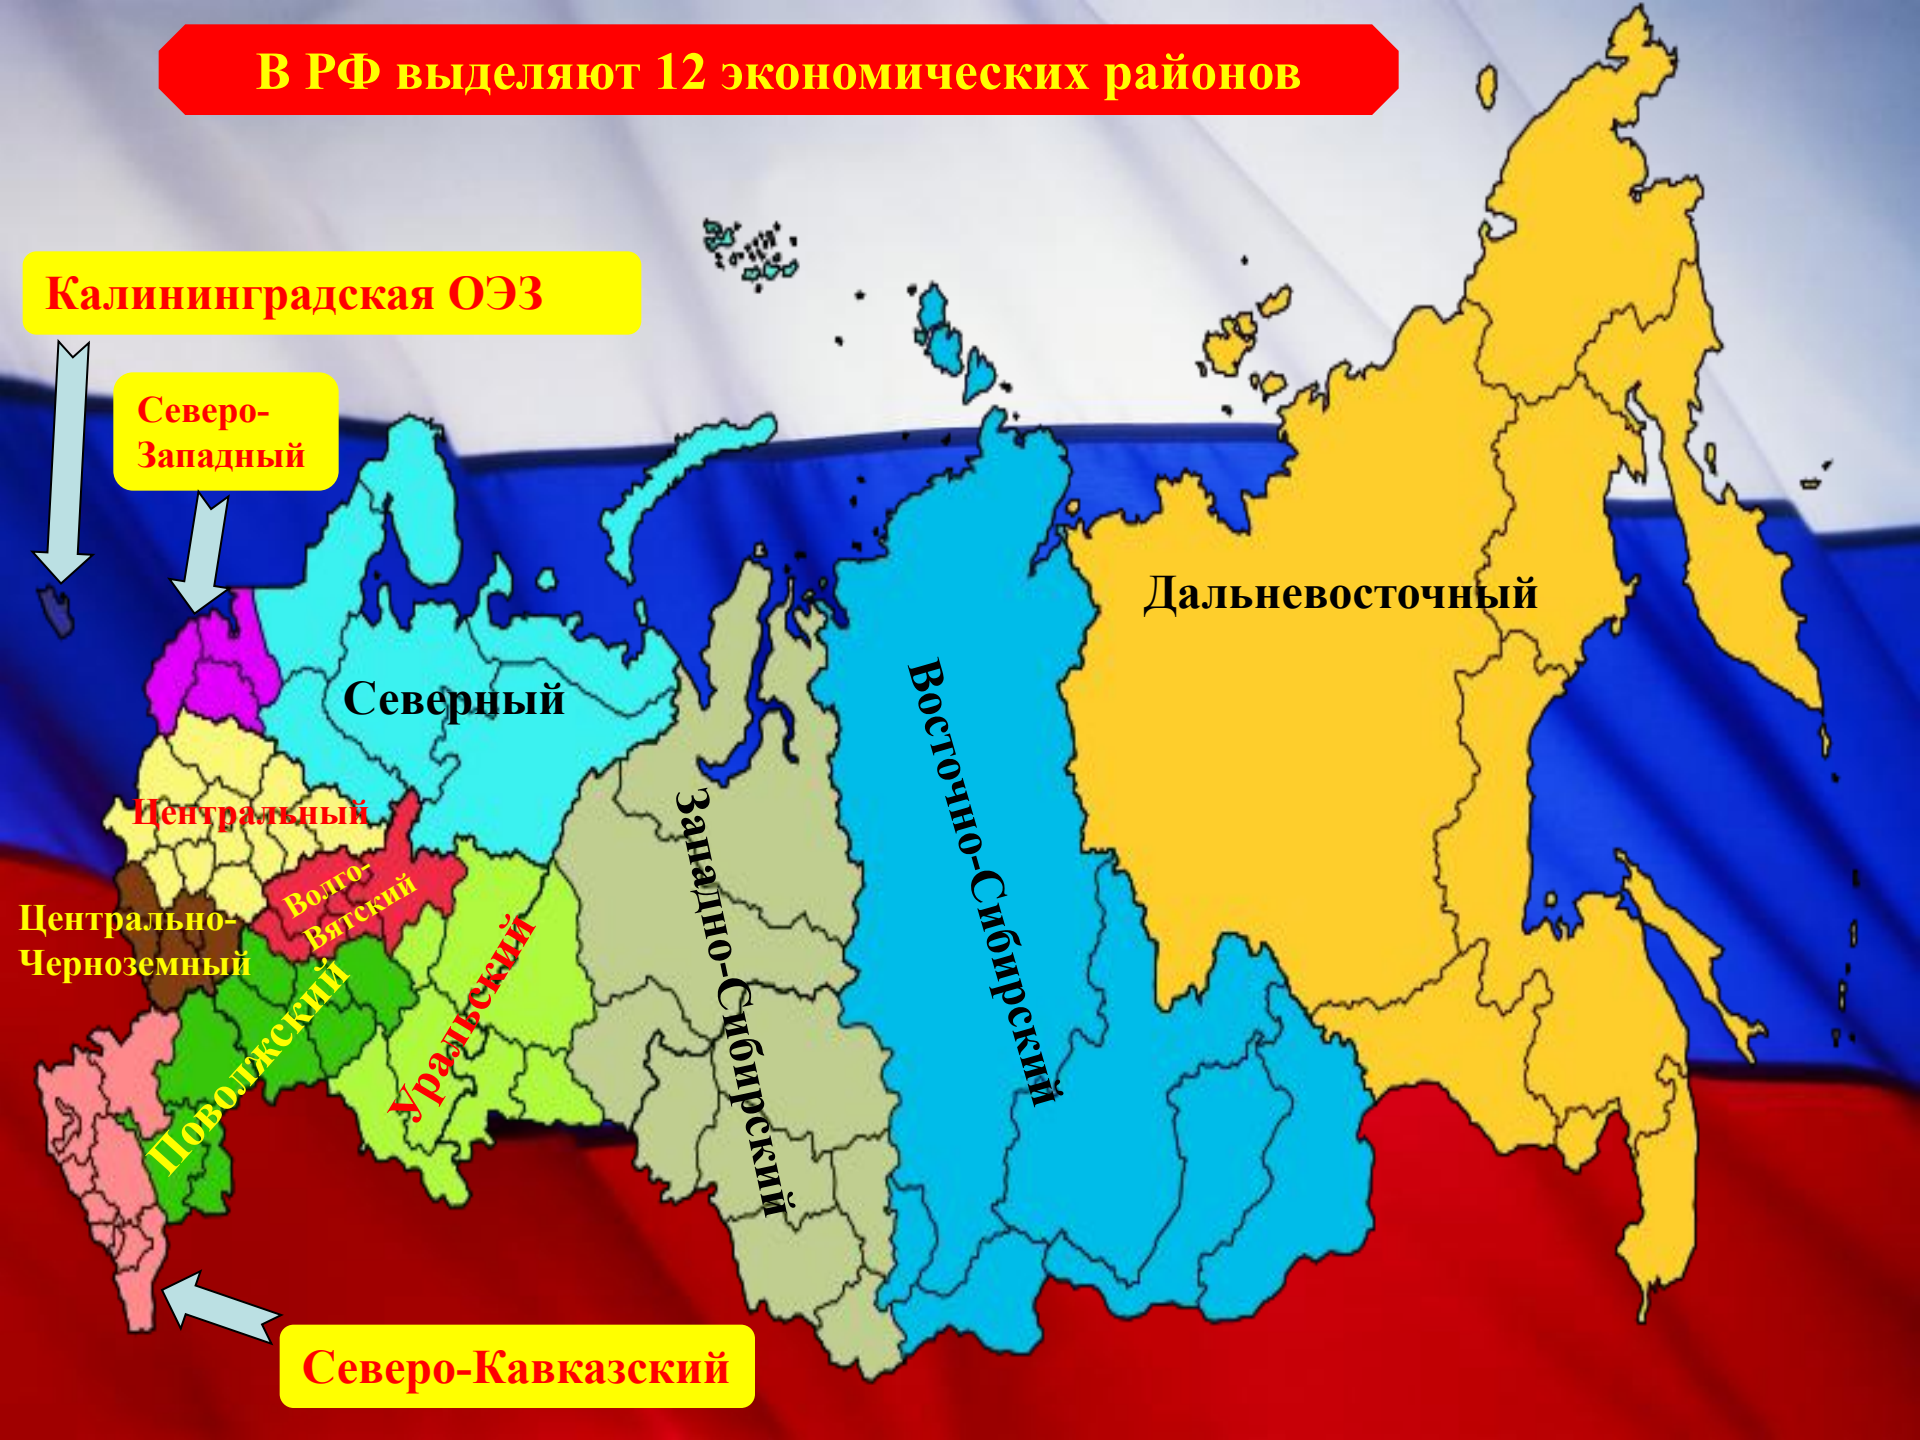 В РФ выделяют 12 экономических районов
Калининградская ОЭЗ
Северо-
Западный
Дальневосточный
Северный
Восточно-Сибирский
Западно-Сибирский
Центральный
Волго-
Вятский
Центрально-
Черноземный
Уральский
Поволжский
Северо-Кавказский